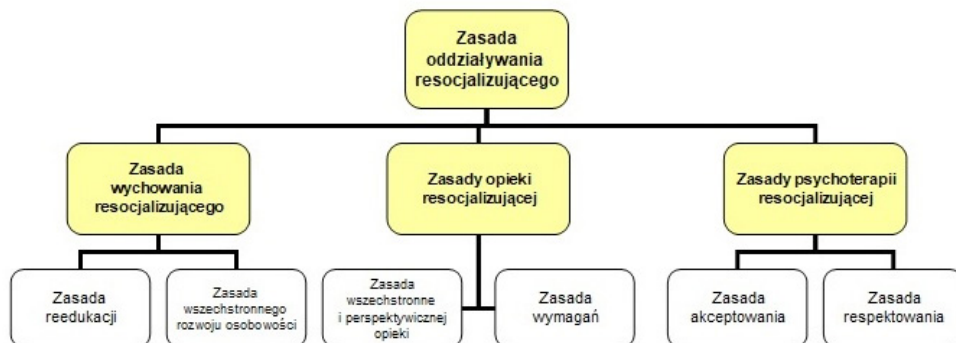 Zasada
oddziaływania
resocjalizującego
Zasada
wychowania
resocjalizującego
Zasady opieki
resocjalizującej
Zasady psychoterapii
resocjalizującej
Zasada
reedukacji
Zasada
wszechstronnego
rozwoju osobowości
Zasada
wszechstronne
i perspektywicznej
opieki
Zasada
wymagań
Zasada
akceptowania
Zasada
respektowania